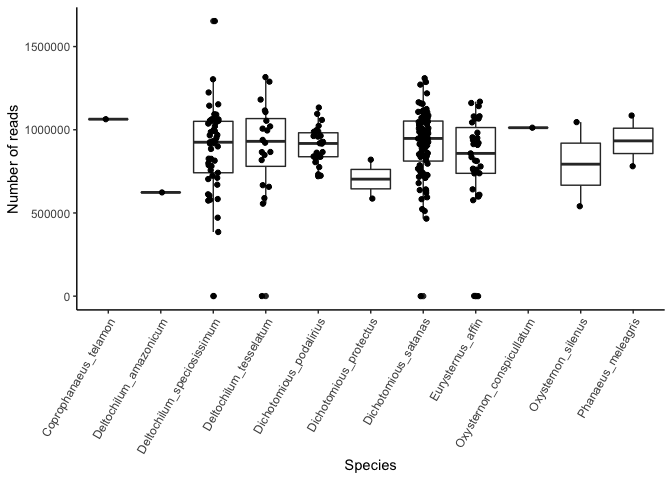 Number of reads
1500000
1000000
500000
0
Coprophanaeus_telamon
Deltochilum_amazonicum
Deltochilum_speciosissimum
Deltochilum_tesselatum
Dichotomious_podalirius
Dichotomious_protectus
Dichotomious_satanas
Eurysternus_affin
Oxysternon_conspicullatum
Oxysternon_silenus
Phanaeus_meleagris
Species